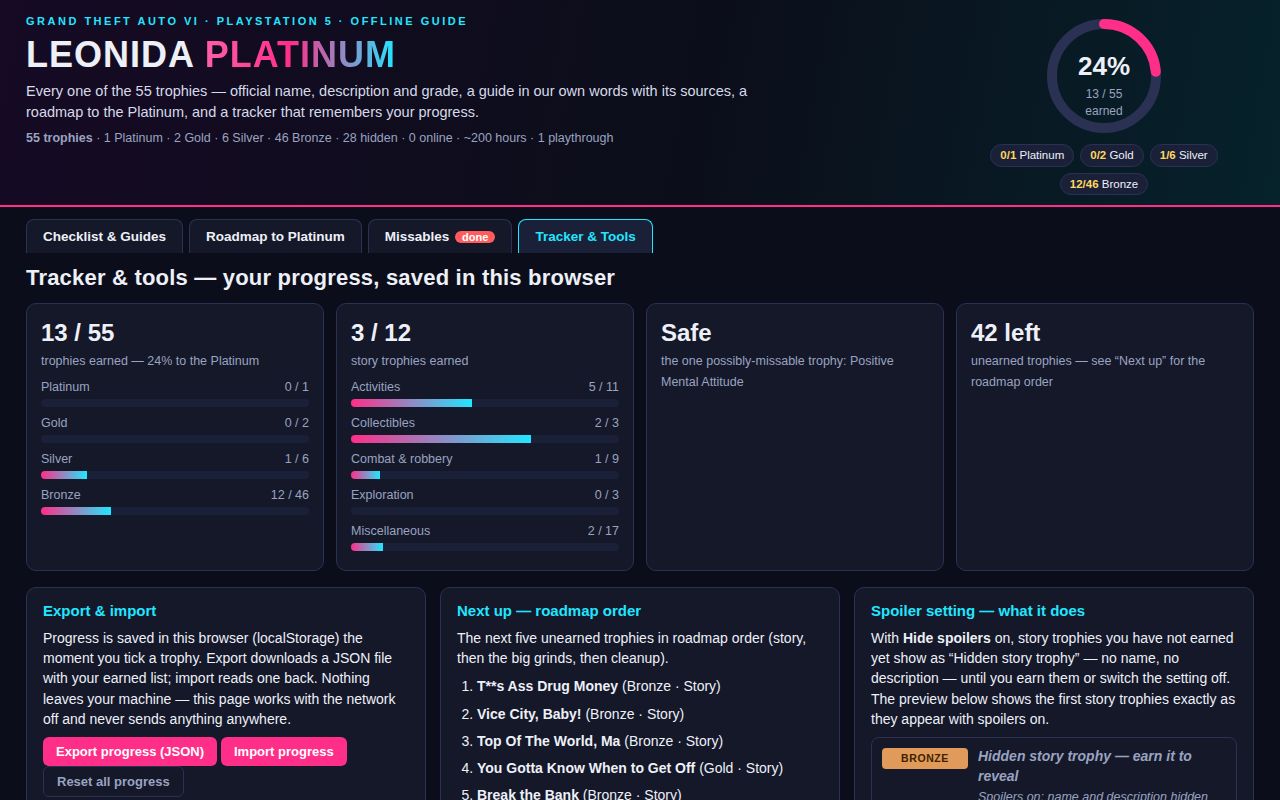 GRAND THEFT AUTO VI · PLAYSTATION 5 · OFFLINE GUIDE
LEONIDA PLATINUM
Every one of the 55 trophies — official name, description and grade, a guide in our own words with its sources, a
roadmap to the Platinum, and a tracker that remembers your progress.
55 trophies · 1 Platinum · 2 Gold · 6 Silver · 46 Bronze · 28 hidden · 0 online · ~200 hours · 1 playthrough
24%
13 / 55
earned
0/1 Platinum
0/2 Gold
1/6 Silver
12/46 Bronze
Checklist & Guides
Roadmap to Platinum
Missables done
Tracker & Tools
Tracker & tools — your progress, saved in this browser
13 / 55
trophies earned — 24% to the Platinum
Platinum 0 / 1
Gold 0 / 2
Silver 1 / 6
Bronze 12 / 46
3 / 12
story trophies earned
Activities 5 / 11
Collectibles 2 / 3
Combat & robbery 1 / 9
Exploration 0 / 3
Miscellaneous 2 / 17
Safe
the one possibly-missable trophy: Positive
Mental Attitude
42 left
unearned trophies — see “Next up” for the
roadmap order
Export & import
Progress is saved in this browser (localStorage) the
moment you tick a trophy. Export downloads a JSON file
with your earned list; import reads one back. Nothing
leaves your machine — this page works with the network
off and never sends anything anywhere.
Export progress (JSON)
Import progress
Reset all progress
Next up — roadmap order
The next five unearned trophies in roadmap order (story,
then the big grinds, then cleanup).
1. T**s Ass Drug Money (Bronze · Story)
2. Vice City, Baby! (Bronze · Story)
3. Top Of The World, Ma (Bronze · Story)
4. You Gotta Know When to Get Off (Gold · Story)
5. Break the Bank (Bronze · Story)
Spoiler setting — what it does
With Hide spoilers on, story trophies you have not earned
yet show as “Hidden story trophy” — no name, no
description — until you earn them or switch the setting off.
The preview below shows the first story trophies exactly as
they appear with spoilers on.
BRONZE
Hidden story trophy — earn it to
reveal
Spoilers on: name and description hidden